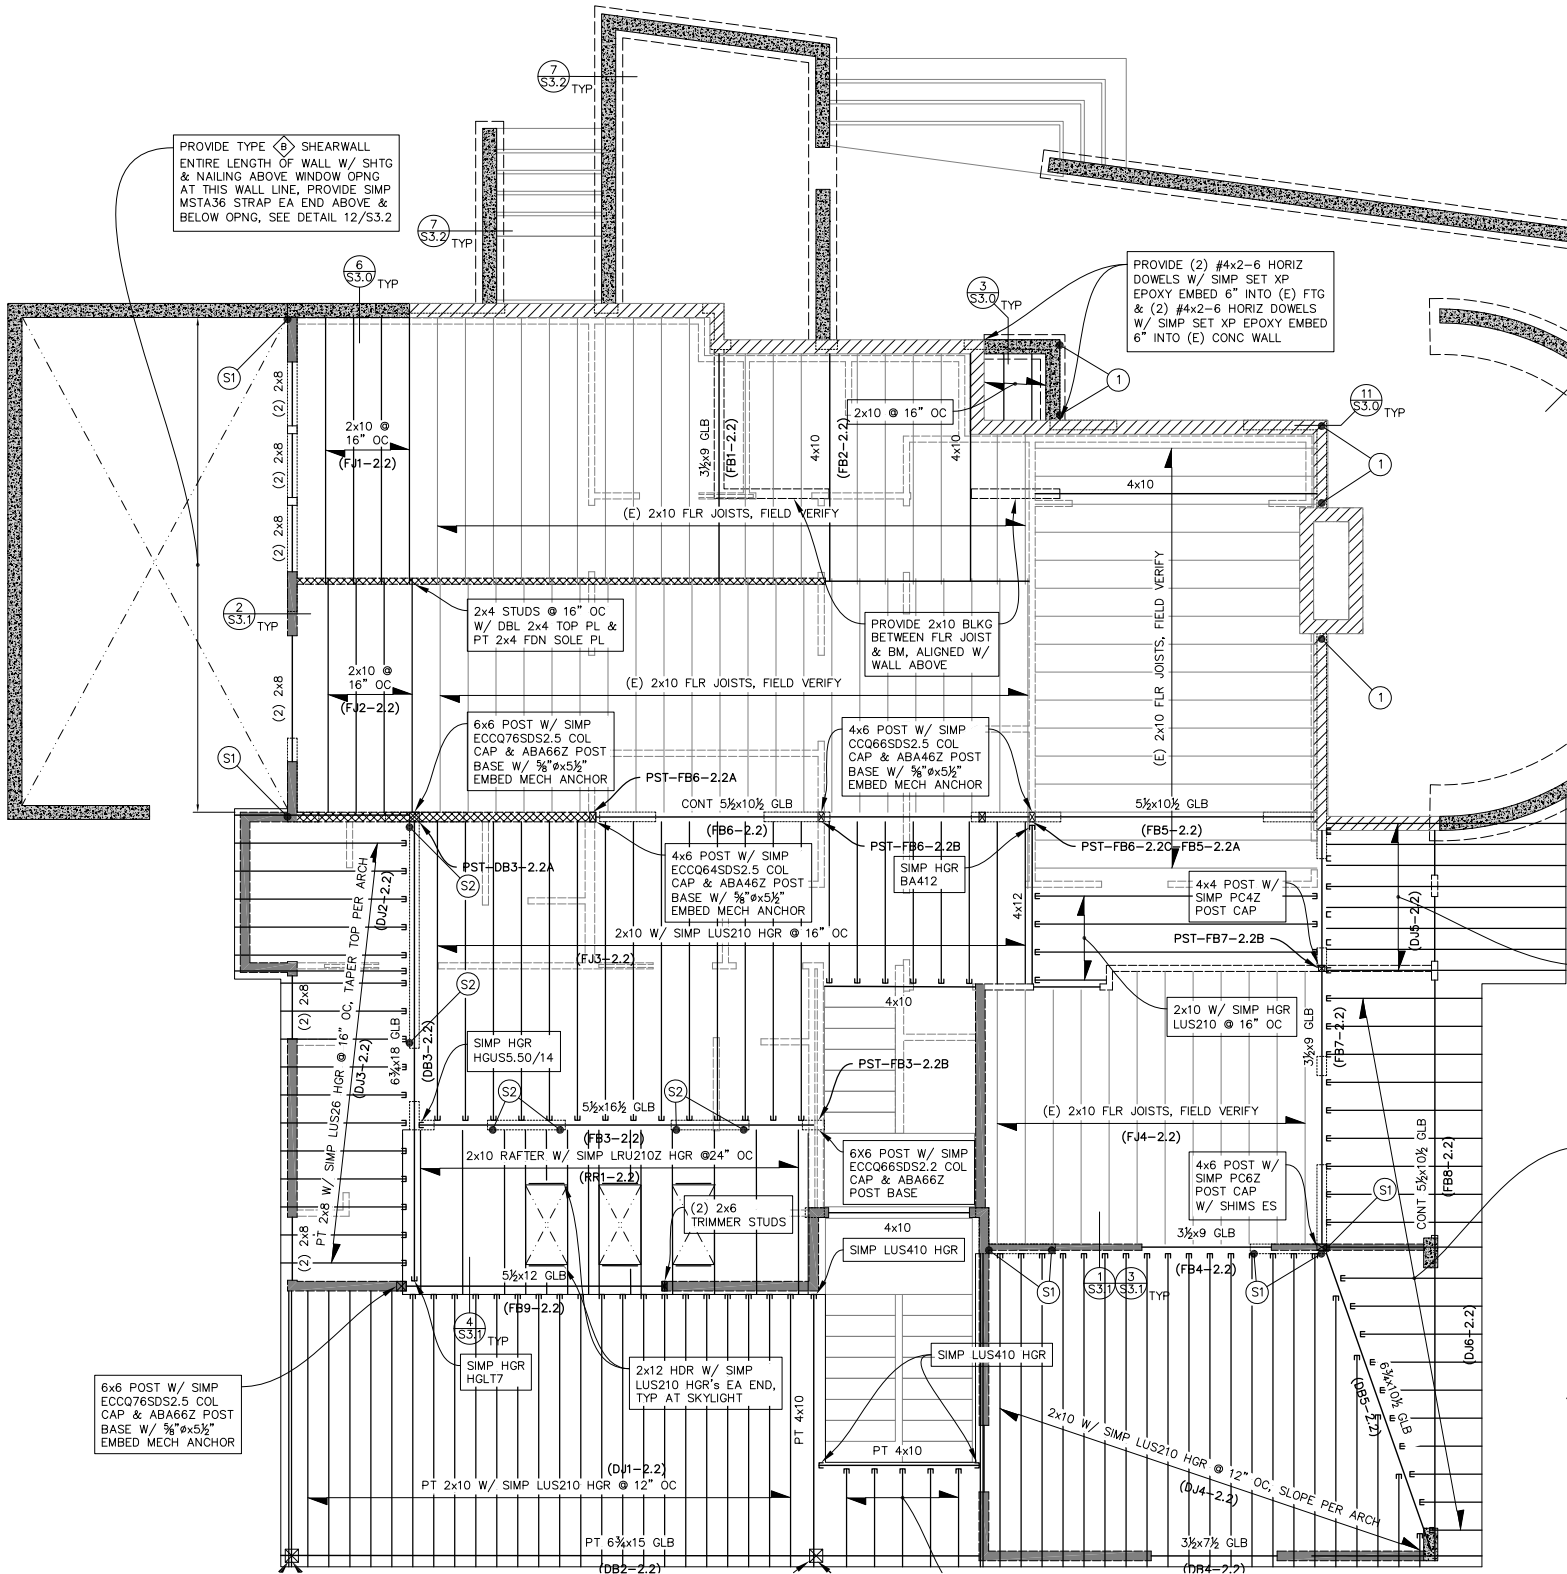 7
S3.2
TYP
PROVIDE TYPE B SHEARWALL
ENTIRE LENGTH OF WALL W/ SHTG
& NAILING ABOVE WINDOW OPNG
AT THIS WALL LINE, PROVIDE SIMP
MSTA36 STRAP EA END ABOVE &
BELOW OPNG, SEE DETAIL 12/S3.2
7
S3.2
TYP
6
S3.0
TYP
3
S3.0
TYP
PROVIDE (2) #4x2-6 HORIZ
DOWELS W/ SIMP SET XP
EPOXY EMBED 6" INTO (E) FTG
& (2) #4x2-6 HORIZ DOWELS
W/ SIMP SET XP EPOXY EMBED
6" INTO (E) CONC WALL
S1
1
11
S3.0
TYP
1
(2) 2x8
(2) 2x8
(2) 2x8
(2) 2x8
2x10 @
16" OC
(FJ1-2.2)
3½x9 GLB
(FB1-2.2)
4x10
(FB2-2.2)
2x10 @ 16" OC
4x10
4x10
(E) 2x10 FLR JOISTS, FIELD VERIFY
(E) 2x10 FLR JOISTS, FIELD VERIFY
2
S3.1
TYP
2x4 STUDS @ 16" OC
W/ DBL 2x4 TOP PL &
PT 2x4 FDN SOLE PL
PROVIDE 2x10 BLKG
BETWEEN FLR JOIST
& BM, ALIGNED W/
WALL ABOVE
1
2x10 @
16" OC
(FJ2-2.2)
(E) 2x10 FLR JOISTS, FIELD VERIFY
S1
6x6 POST W/ SIMP
ECCQ76SDS2.5 COL
CAP & ABA66Z POST
BASE W/ ⅝"øx5½"
EMBED MECH ANCHOR
4x6 POST W/ SIMP
CCQ66SDS2.5 COL
CAP & ABA46Z POST
BASE W/ ⅝"øx5½"
EMBED MECH ANCHOR
PST-FB6-2.2A
CONT 5½x10½ GLB
(FB6-2.2)
5½x10½ GLB
(FB5-2.2)
PST-DB3-2.2A
S2
4x6 POST W/ SIMP
ECCQ64SDS2.5 COL
CAP & ABA46Z POST
BASE W/ ⅝"øx5½"
EMBED MECH ANCHOR
PST-FB6-2.2B
SIMP HGR
BA412
PST-FB6-2.2C, FB5-2.2A
4x4 POST W/
SIMP PC4Z
POST CAP
4x12
PST-FB7-2.2B
(DJ5-2.2)
2x10 W/ SIMP LUS210 HGR @ 16" OC
(FJ3-2.2)
(DJ2-2.2)
PT 2x8 W/ SIMP LUS26 HGR @ 16" OC, TAPER TOP PER ARCH
(DJ3-2.2)
(2) 2x8
S2
6¾x18 GLB
(DB3-2.2)
4x10
2x10 W/ SIMP HGR
LUS210 @ 16" OC
3½x9 GLB
(FB7-2.2)
SIMP HGR
HGUS5.50/14
PST-FB3-2.2B
S2
S2
5½x16½ GLB
(FB3-2.2)
2x10 RAFTER W/ SIMP LRU210Z HGR @24" OC
(RR1-2.2)
(E) 2x10 FLR JOISTS, FIELD VERIFY
(FJ4-2.2)
6X6 POST W/ SIMP
ECCQ66SDS2.2 COL
CAP & ABA66Z
POST BASE
4x6 POST W/
SIMP PC6Z
POST CAP
W/ SHIMS ES
S1
CONT 5½x10½ GLB
(FB8-2.2)
(2) 2x6
TRIMMER STUDS
4x10
SIMP LUS410 HGR
3½x9 GLB
(FB4-2.2)
(2) 2x8
5½x12 GLB
(FB9-2.2)
S1
1
S3.1
3
S3.1
TYP
S1
4
S3.1
TYP
SIMP HGR
HGLT7
2x12 HDR W/ SIMP
LUS210 HGR's EA END,
TYP AT SKYLIGHT
SIMP LUS410 HGR
(DJ6-2.2)
6x6 POST W/ SIMP
ECCQ76SDS2.5 COL
CAP & ABA66Z POST
BASE W/ ⅝"øx5½"
EMBED MECH ANCHOR
PT 4x10
6¾x10½ GLB
(DB5-2.2)
2x10 W/ SIMP LUS210 HGR @ 12" OC, SLOPE PER ARCH
(DJ4-2.2)
PT 4x10
(DJ1-2.2)
PT 2x10 W/ SIMP LUS210 HGR @ 12" OC
PT 6¾x15 GLB
(DB2-2.2)
3½x7½ GLB
(DB4-2.2)